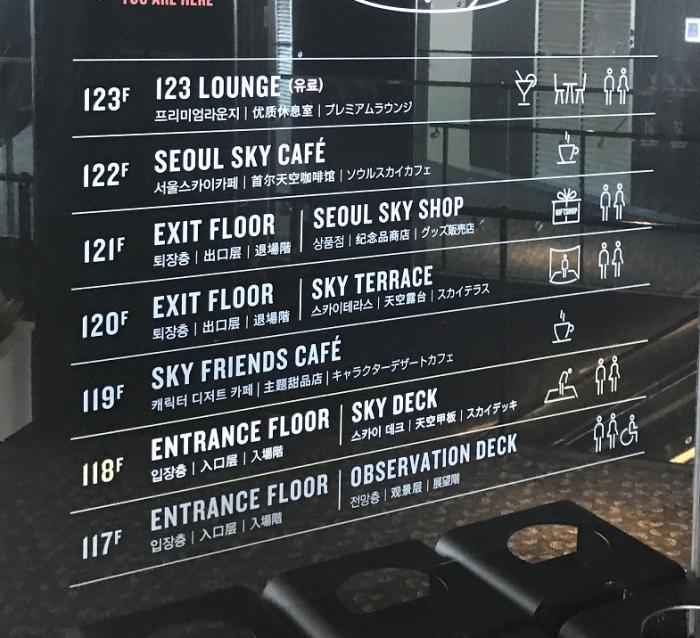 YOU ARE HERE
123F 123 LOUNGE (유료)
프리미엄라운지 | 优质休息室 | プレミアムラウンジ
122F SEOUL SKY CAFÉ
서울스카이카페 | 首尔天空咖啡馆 | ソウルスカイカフェ
121F EXIT FLOOR | SEOUL SKY SHOP
퇴장층 | 出口层 | 退場階 상품점 | 纪念品商店 | グッズ販売店
GIFTSHOP
120F EXIT FLOOR | SKY TERRACE
퇴장층 | 出口层 | 退場階 스카이테라스 | 天空露台 | スカイテラス
119F SKY FRIENDS CAFÉ
캐릭터 디저트 카페 | 主题甜品店 | キャラクターデザートカフェ
118F ENTRANCE FLOOR | SKY DECK
입장층 | 入口层 | 入場階 스카이 데크 | 天空甲板 | スカイデッキ
117F ENTRANCE FLOOR | OBSERVATION DECK
입장층 | 入口层 | 入場階 전망층 | 观景层 | 展望階